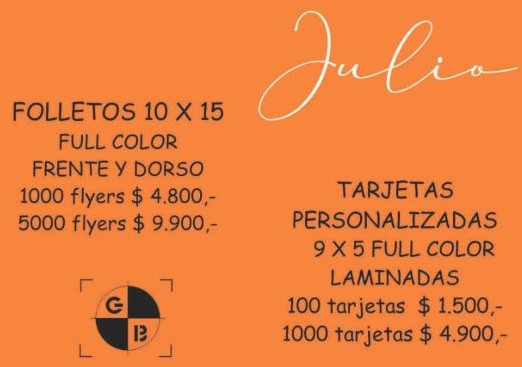 Julio
FOLLETOS 10 X 15
FULL COLOR
FRENTE Y DORSO
1000 flyers $ 4.800,-
5000 flyers $ 9.900,-
TARJETAS
PERSONALIZADAS
9 X 5 FULL COLOR
LAMINADAS
100 tarjetas $ 1.500,-
1000 tarjetas $ 4.900,-
G
B